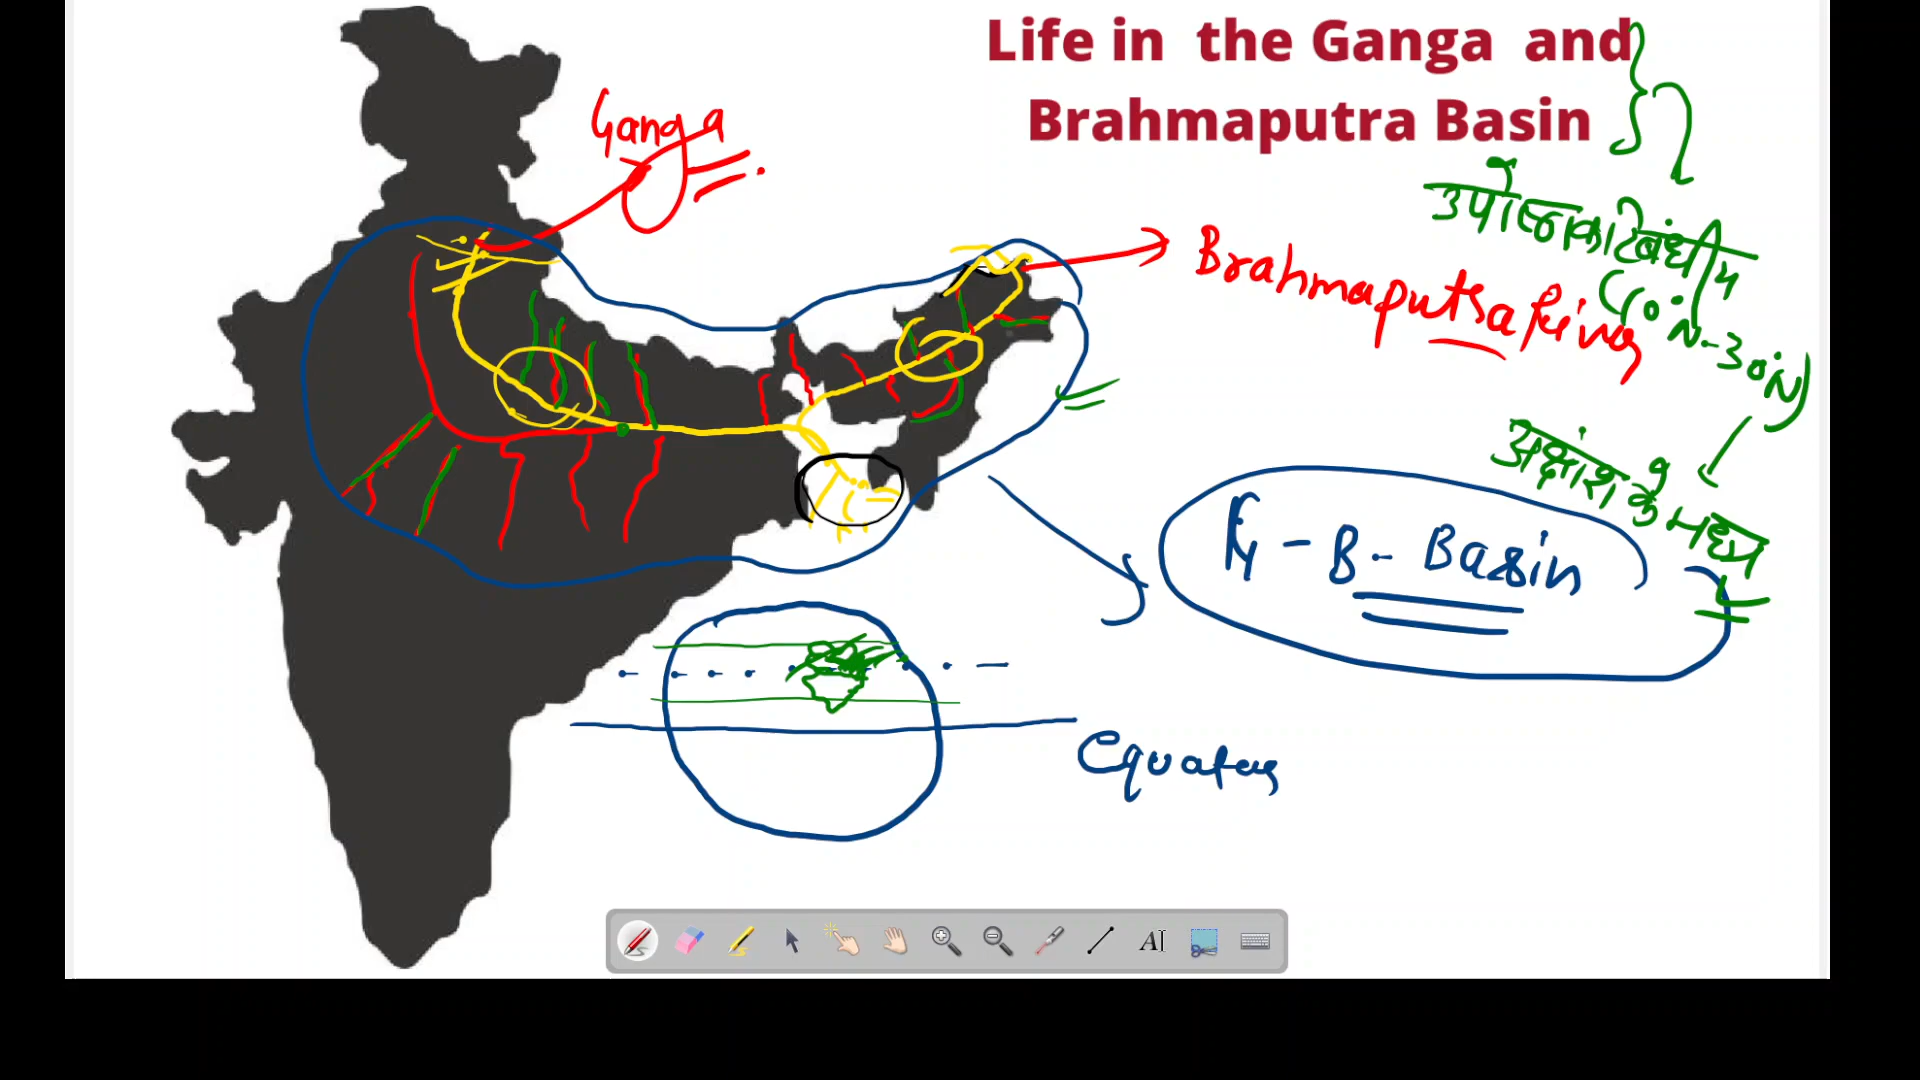 Life in the Ganga and
Brahmaputra Basin
Ganga
Brahmaputra River
उपोष्णकटिबंधीय
(10°N-30°N)
अक्षांश के मध्य
G-B-Basin
equator
AI